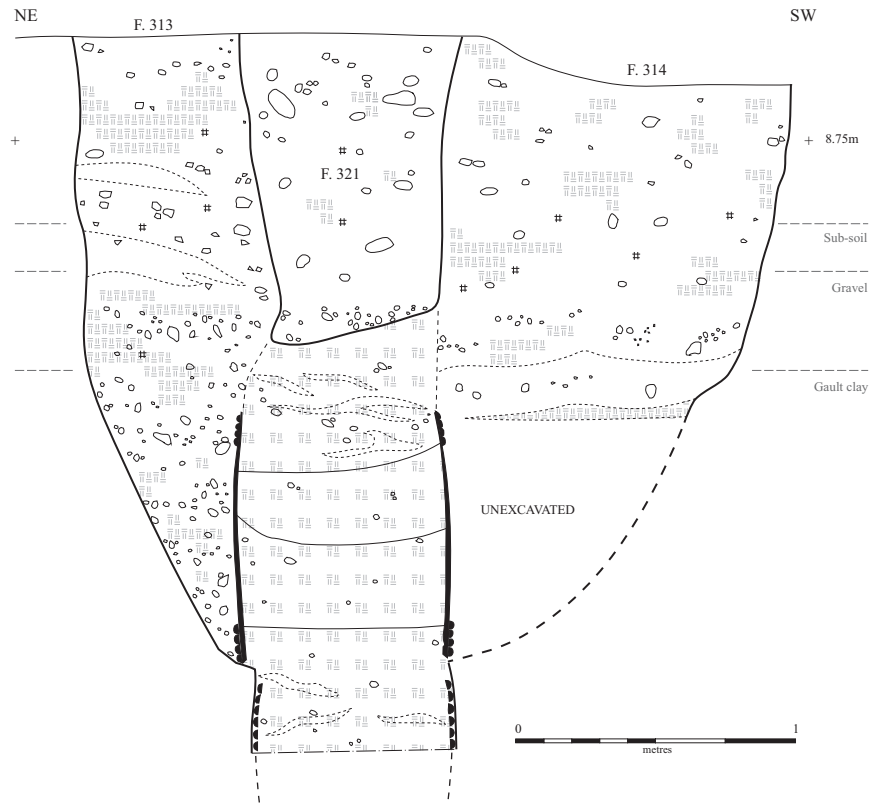 NE
SW
F. 313
F. 314
+ + 8.75m
F. 321
Sub-soil
Gravel
Gault clay
UNEXCAVATED
0 1
metres